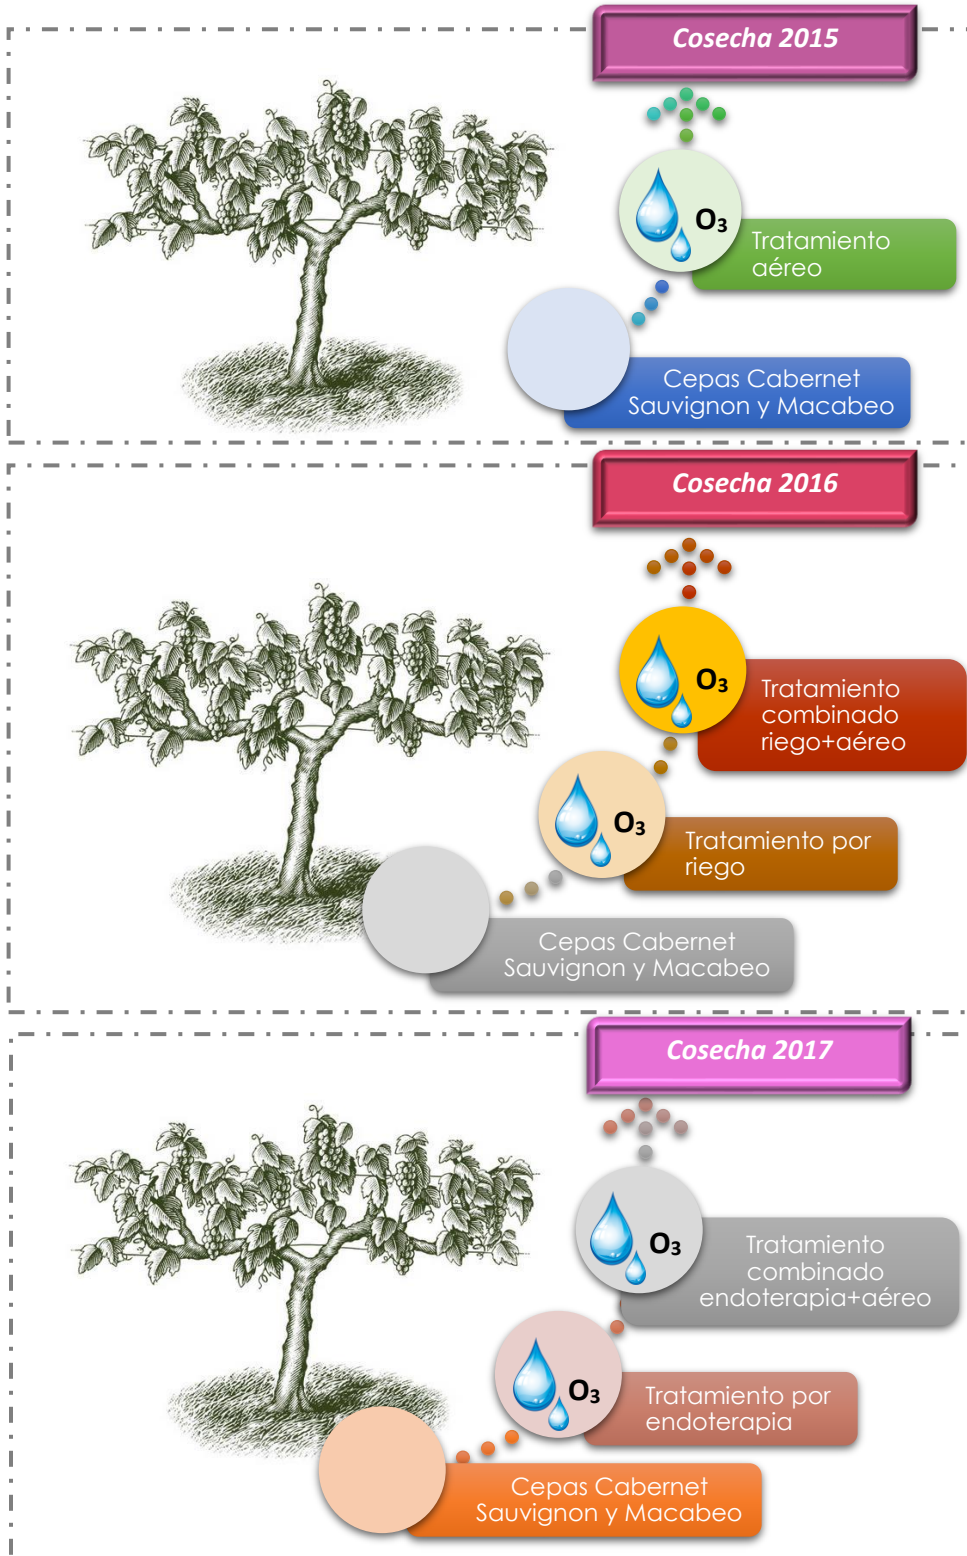 Cosecha 2015
O₃
Tratamiento
aéreo
Cepas Cabernet
Sauvignon y Macabeo
Cosecha 2016
O₃
Tratamiento
combinado
riego+aéreo
O₃
Tratamiento por
riego
Cepas Cabernet
Sauvignon y Macabeo
Cosecha 2017
O₃
Tratamiento
combinado
endoterapia+aéreo
O₃
Tratamiento por
endoterapia
Cepas Cabernet
Sauvignon y Macabeo